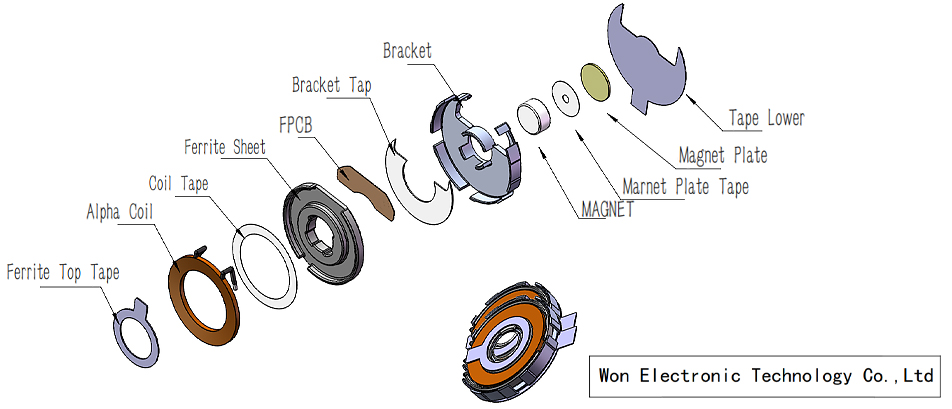 Bracket
Bracket Tap
FPCB
Ferrite Sheet
Coil Tape
Alpha Coil
Ferrite Top Tape
Tape Lower
Magnet Plate
Marnet Plate Tape
MAGNET
Won Electronic Technology Co.,Ltd